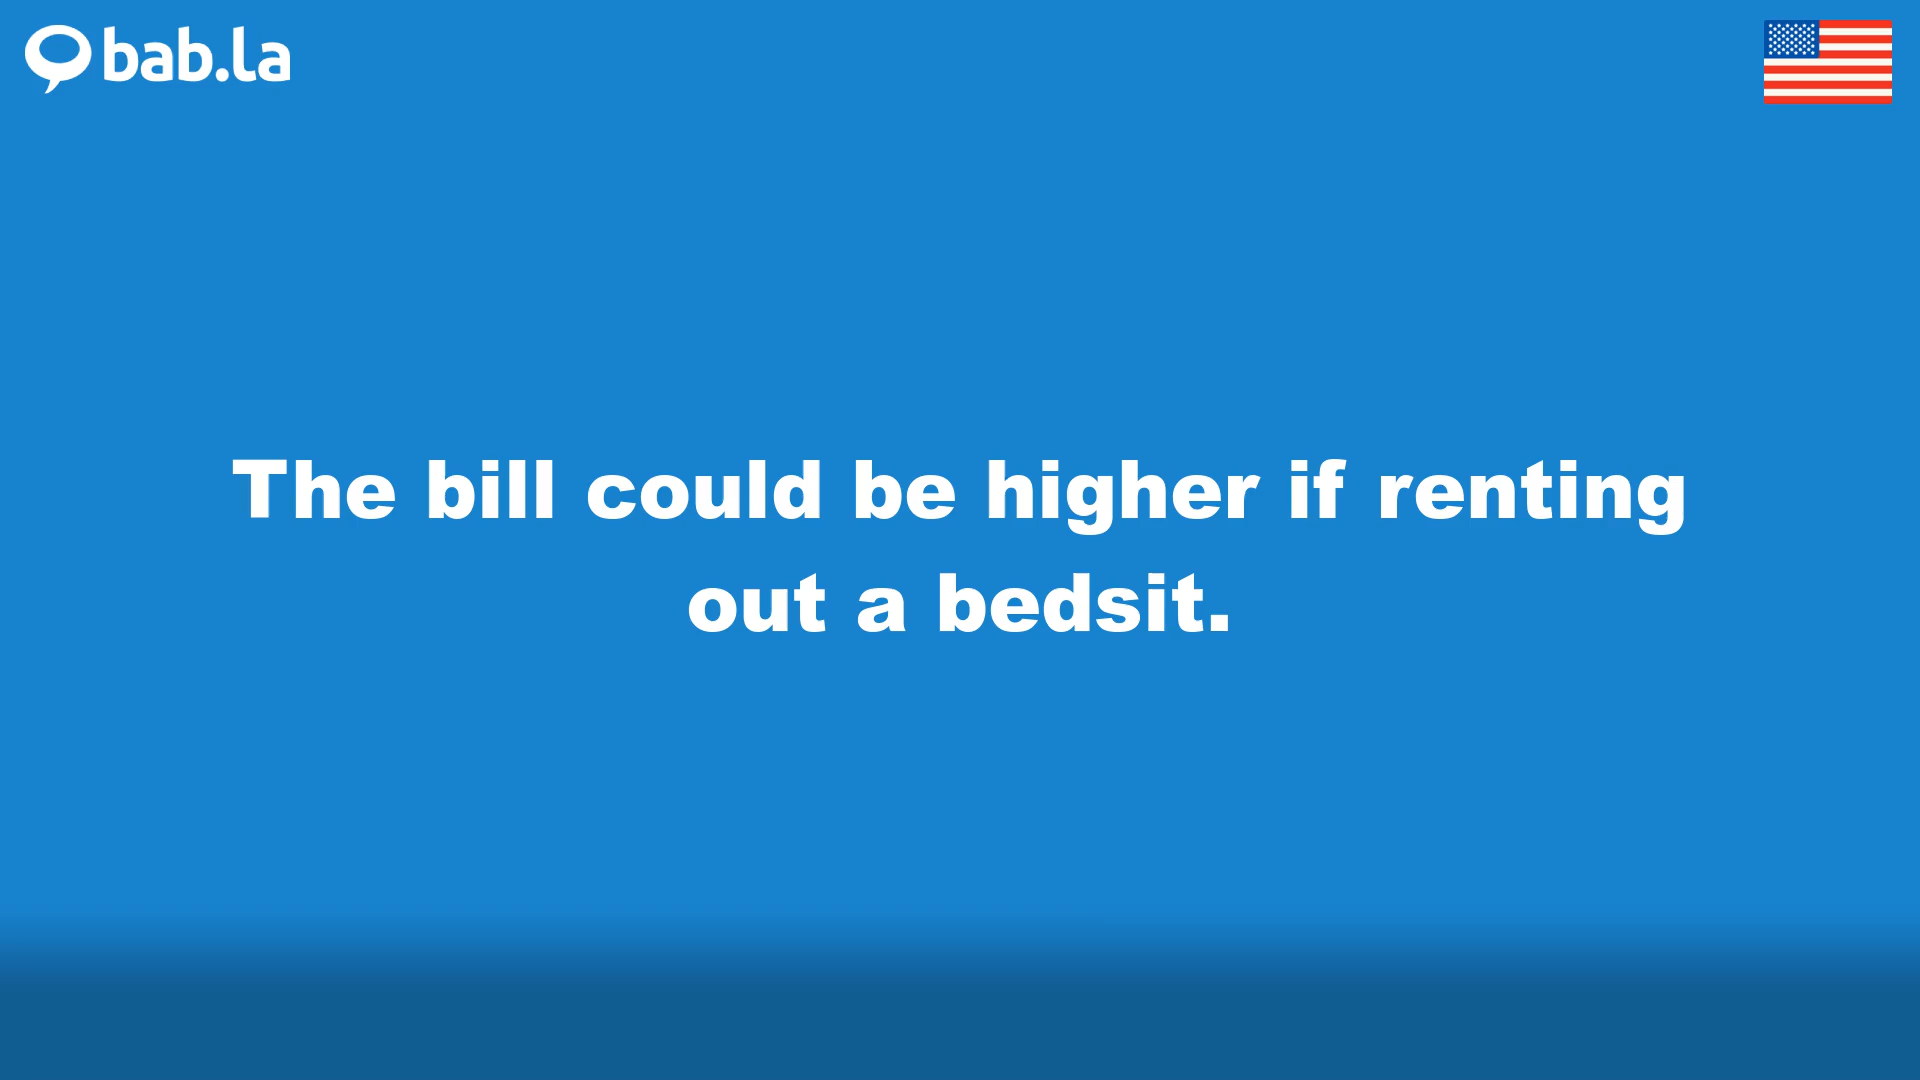 bab.la
The bill could be higher if renting
out a bedsit.